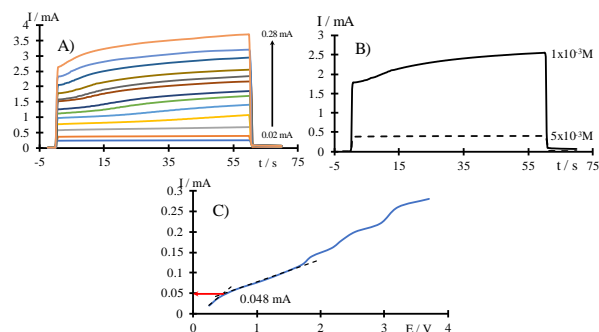 I / mA
4
3.5
3
2.5
2
1.5
1
0.5
0
-5
15
35
55
75
t / s
A)
0.28 mA
0.02 mA
I / mA
3
2.5
2
1.5
1
0.5
0
-5
15
35
55
75
t / s
B)
1x10-3M
5x10-3M
I / mA
0.3
0.25
0.2
0.15
0.1
0.05
0
0
1
2
3
4
E / V
C)
0.048 mA